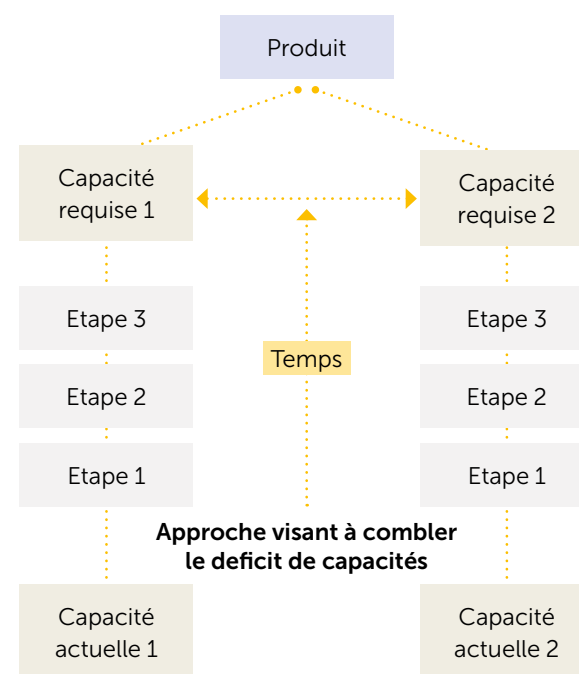 Produit
Capacité
requise 1
Capacité
requise 2
Etape 3
Etape 3
Temps
Etape 2
Etape 2
Etape 1
Etape 1
Approche visant à combler
le deficit de capacités
Capacité
actuelle 1
Capacité
actuelle 2